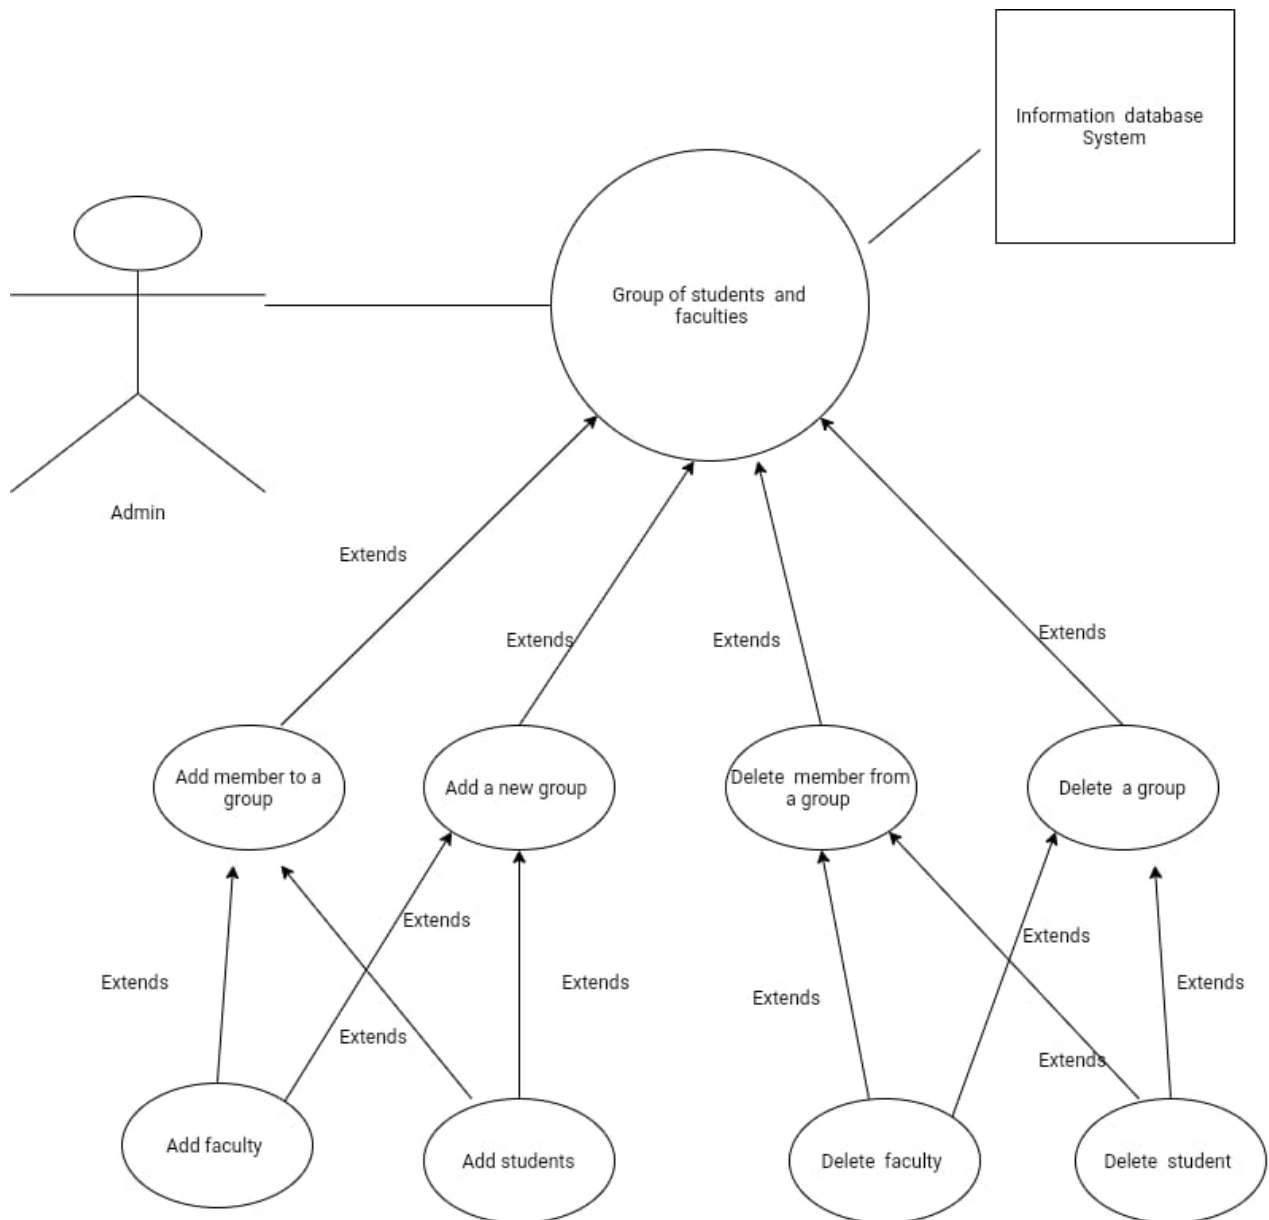 Information database
System
Group of students and
faculties
Admin
Extends
Extends
Extends
Extends
Add member to a
group
Add a new group
Delete member from
a group
Delete a group
Extends
Extends
Extends
Extends
Extends
Extends
Extends
Extends
Add faculty
Add students
Delete faculty
Delete student